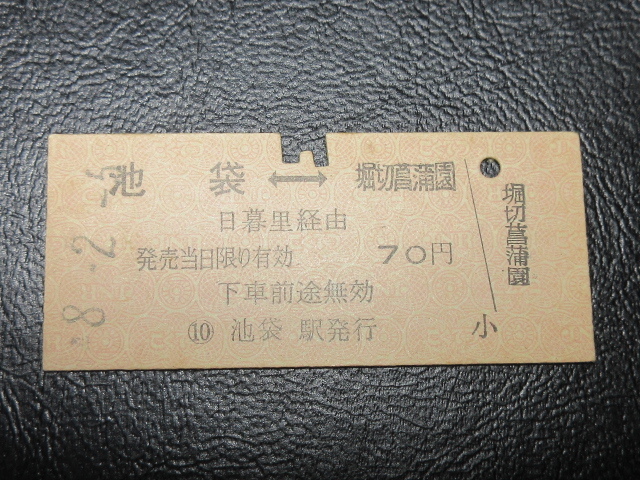 池袋 ↔ 堀切菖蒲園
日暮里経由
発売当日限り有効 70円
下車前途無効
⑩ 池袋 駅発行
堀切菖蒲園
小
8. 2.